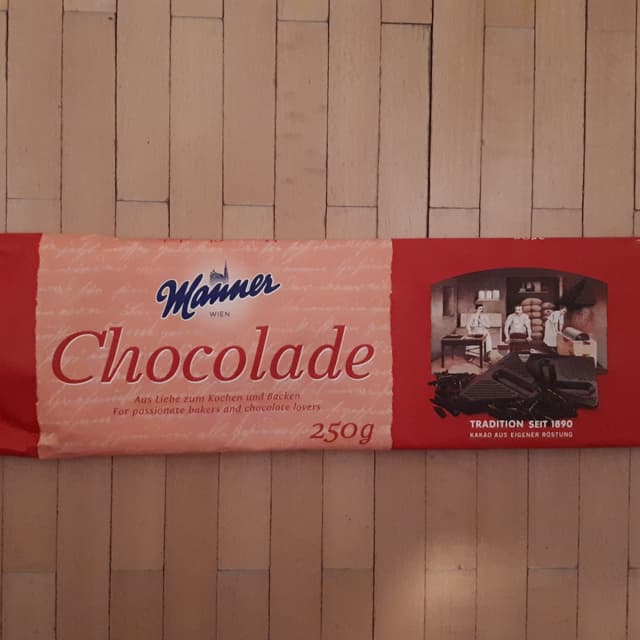 Manner
WIEN
Chocolade
Aus Liebe zum Kochen und Backen
For passionate bakers and chocolate lovers
250g
TRADITION SEIT 1890
KAKAO AUS EIGENER RÖSTUNG